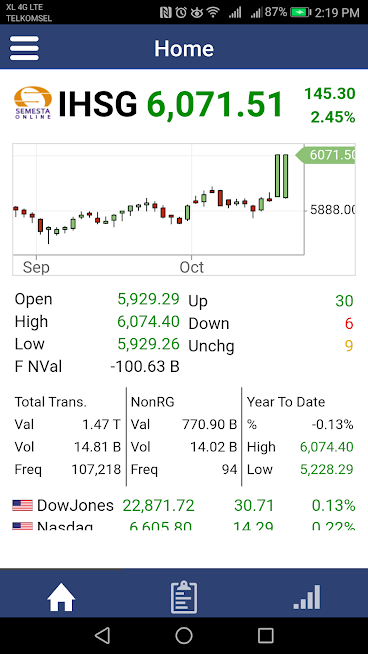 XL 4G LTE
TELKOMSEL
87% 2:19 PM
Home
SEMESTA
ONLINE
IHSG 6,071.51 145.30
2.45%
6071.50
5888.00
Sep Oct
Open 5,929.29 Up 30
High 6,074.40 Down 6
Low 5,929.26 Unchg 9
F NVal -100.63 B
Total Trans. NonRG Year To Date
Val 1.47 T Val 770.90 B % -0.13%
Vol 14.81 B Vol 14.02 B High 6,074.40
Freq 107,218 Freq 94 Low 5,228.29
DowJones 22,871.72 30.71 0.13%
Nasdaq 6,605.80 14.29 0.22%